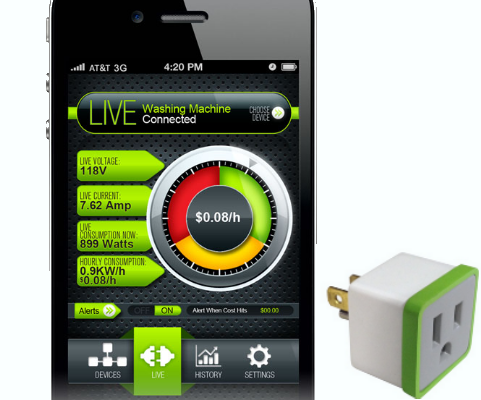 AT&T 3G 4:20 PM
LIVE Washing Machine
Connected
CHOOSE
DEVICE
LIVE VOLTAGE:
118V
LIVE CURRENT:
7.62 Amp
LIVE
CONSUMPTION NOW:
899 Watts
HOURLY CONSUMPTION:
0.9KW/h
$0.08/h
$0.08/h
Alerts OFF ON Alert When Cost Hits $00.00
DEVICES LIVE HISTORY SETTINGS